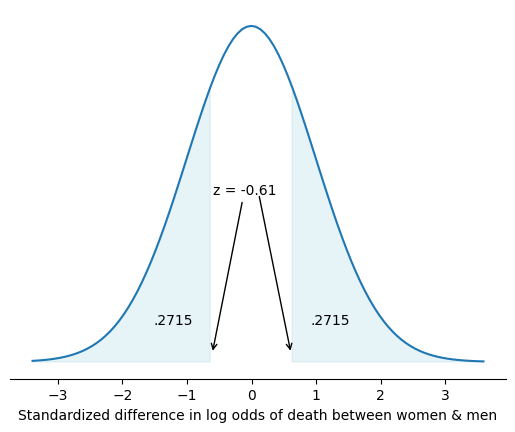 z = -0.61
.2715 .2715
−3 −2 −1 0 1 2 3
Standardized difference in log odds of death between women & men